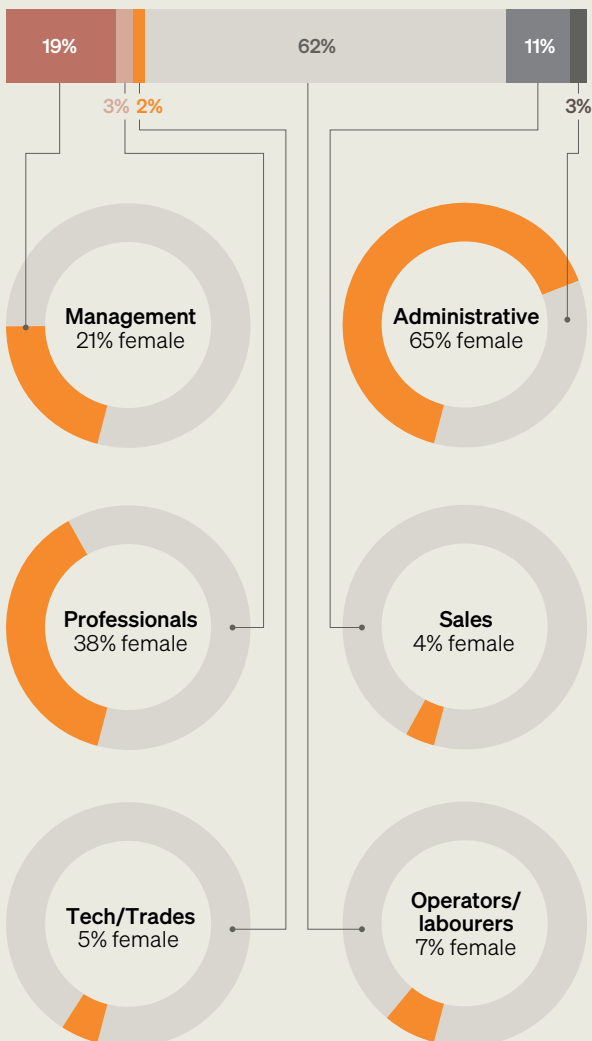 19%
62%
11%
3% 2%
3%
Management
21% female
Administrative
65% female
Professionals
38% female
Sales
4% female
Tech/Trades
5% female
Operators/
labourers
7% female